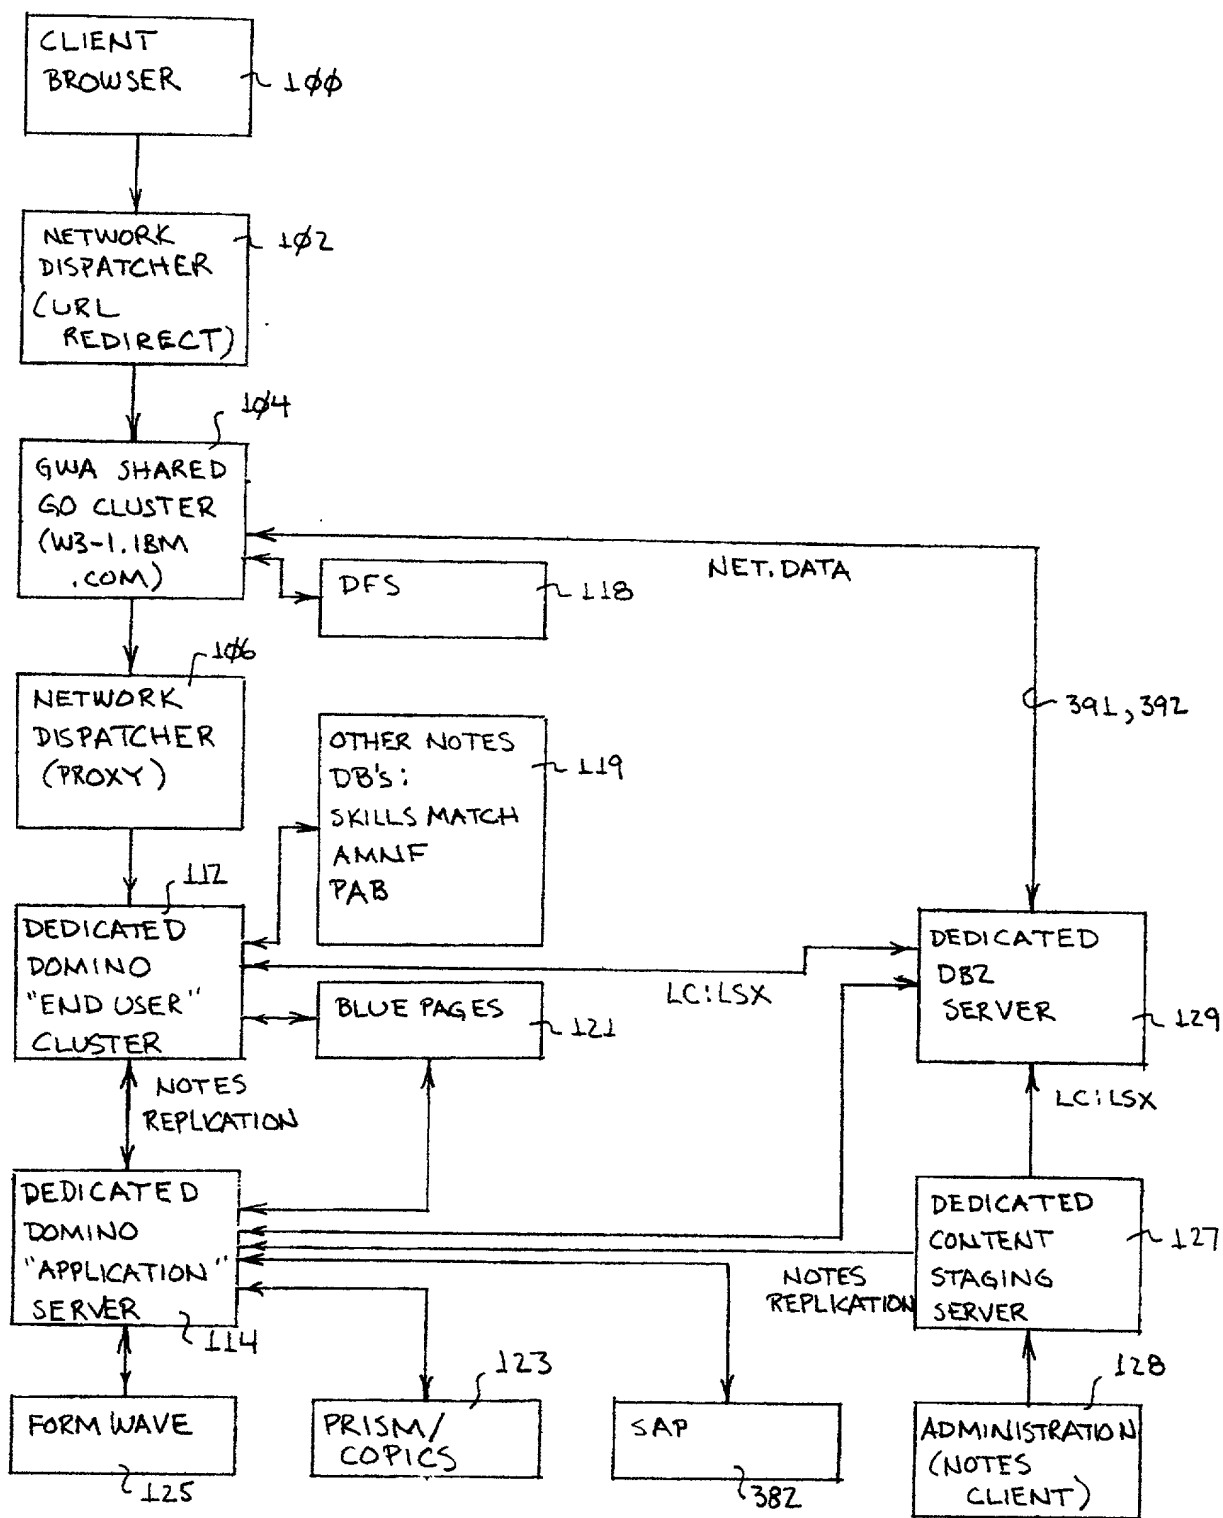 CLIENT
BROWSER
100
NETWORK
DISPATCHER
(URL
REDIRECT)
102
104
GWA SHARED
GO CLUSTER
(W3-1.IBM
.COM)
NET.DATA
DFS
118
106
NETWORK
DISPATCHER
(PROXY)
391, 392
OTHER NOTES
DB'S:
SKILLS MATCH
AMNF
PAB
119
112
DEDICATED
DOMINO
"END USER"
CLUSTER
LC:LSX
DEDICATED
DB2
SERVER
129
BLUE PAGES
121
NOTES
REPLICATION
LC:LSX
DEDICATED
DOMINO
"APPLICATION"
SERVER
114
DEDICATED
CONTENT
STAGING
SERVER
127
NOTES
REPLICATION
123
128
FORM WAVE
125
PRISM/
COPICS
SAP
382
ADMINISTRATION
(NOTES
CLIENT)